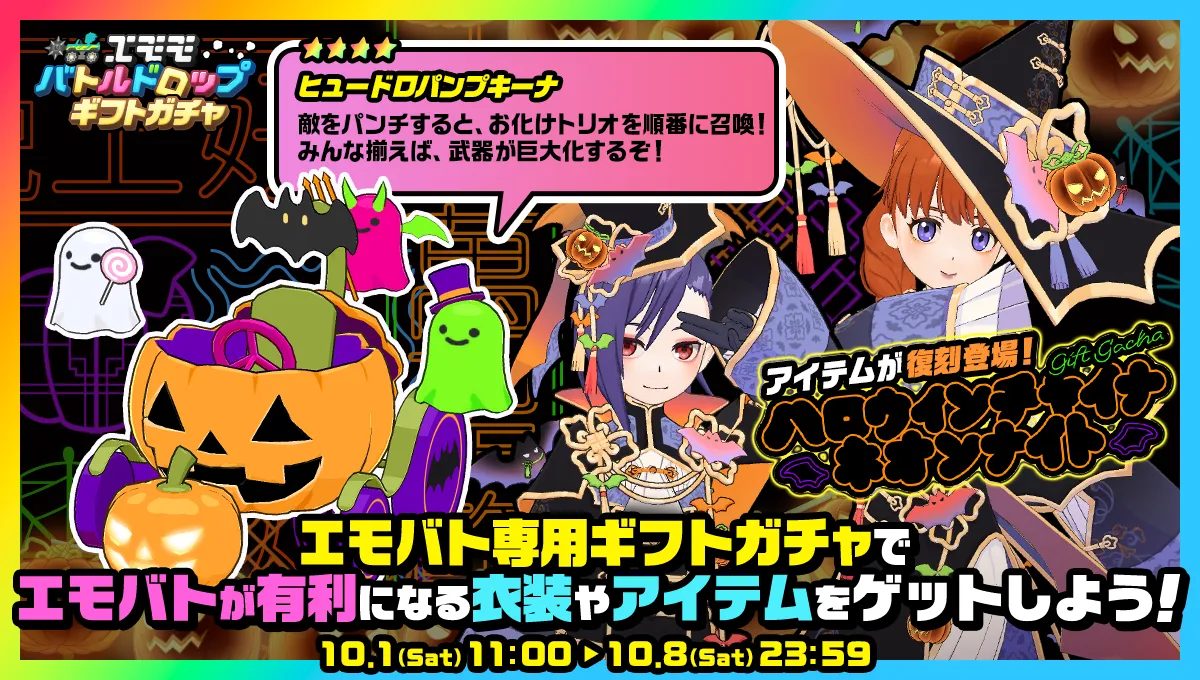 エモモ
バトルドロップ
ギフトガチャ
★★★★
ヒュードロパンプキーナ
敵をパンチすると、お化けトリオを順番に召喚！
みんな揃えば、武器が巨大化するぞ！
アイテムが復刻登場！
Gift Gacha
ハロウィンチャイナ
ネオンナイト
エモバト専用ギフトガチャで
エモバトが有利になる衣装やアイテムをゲットしよう！
10.1(Sat)11:00▶10.8(Sat)23:59